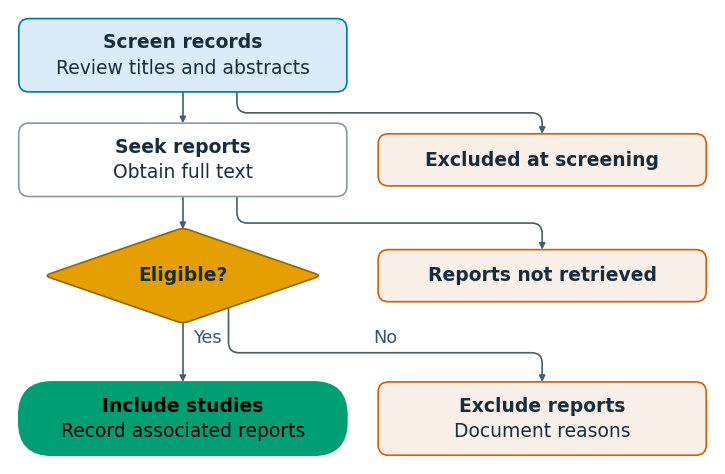 Screen records
Review titles and abstracts
Seek reports
Obtain full text
Excluded at screening
Eligible?
Reports not retrieved
Yes
No
Include studies
Record associated reports
Exclude reports
Document reasons